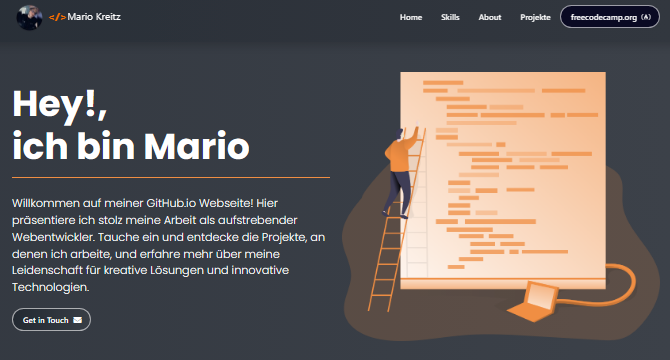 </> Mario Kreitz
Home Skills About Projekte freecodecamp.org (A)
Hey!,
ich bin Mario
Willkommen auf meiner GitHub.io Webseite! Hier
präsentiere ich stolz meine Arbeit als aufstrebender
Webentwickler. Tauche ein und entdecke die Projekte, an
denen ich arbeite, und erfahre mehr über meine
Leidenschaft für kreative Lösungen und innovative
Technologien.
Get in Touch